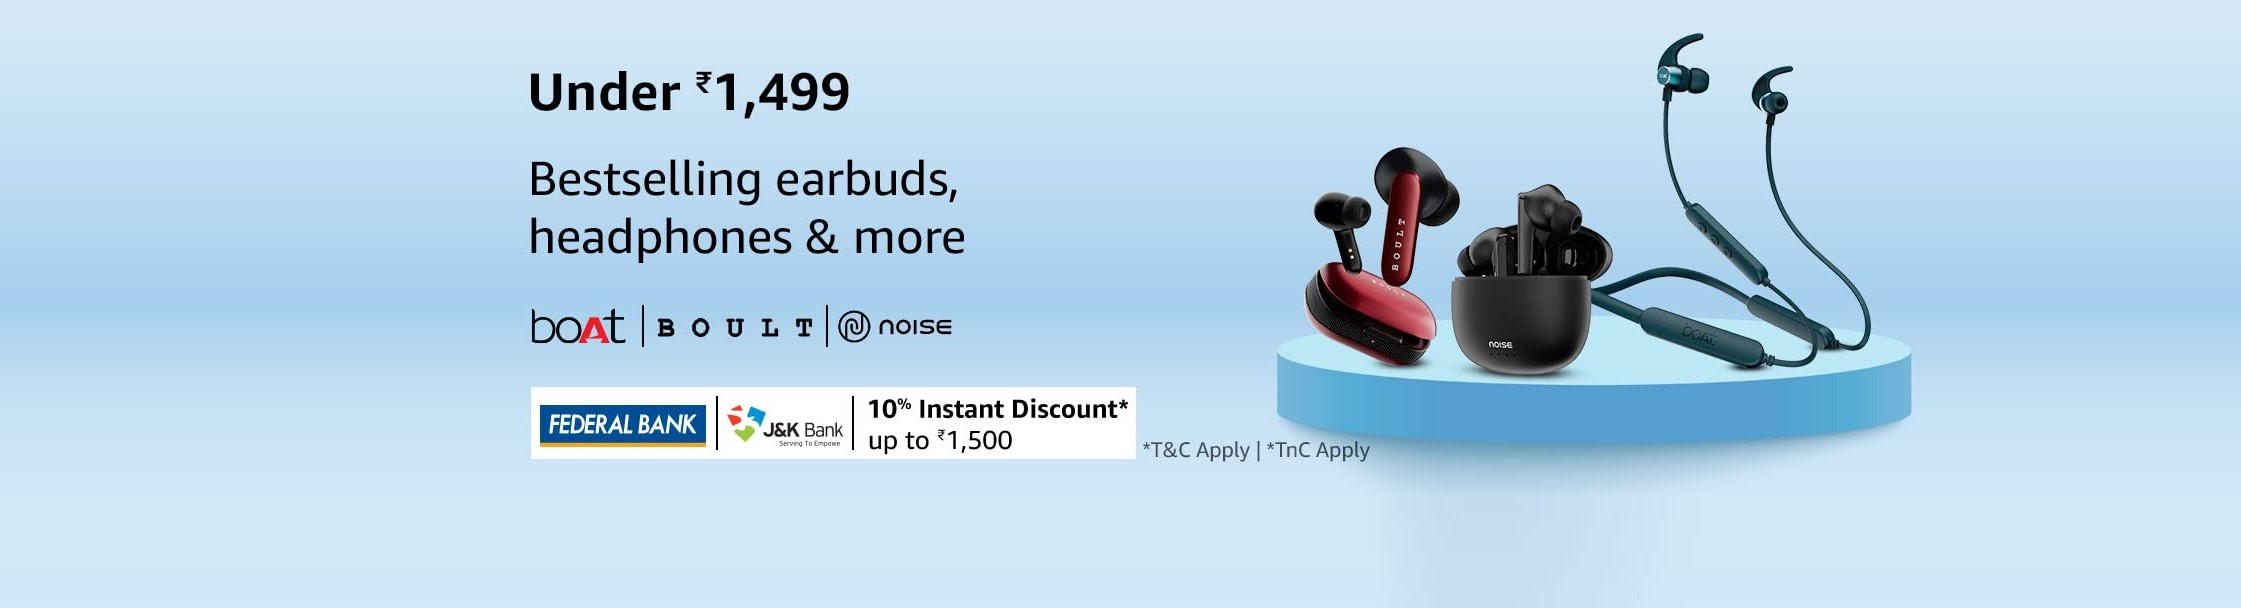 Under ₹1,499
Bestselling earbuds,
headphones & more
boAt | BOULT | noise
FEDERAL BANK | J&K Bank
Serving To Empower
10% Instant Discount*
up to ₹1,500
*T&C Apply | *TnC Apply
BOULT
noise
boAt